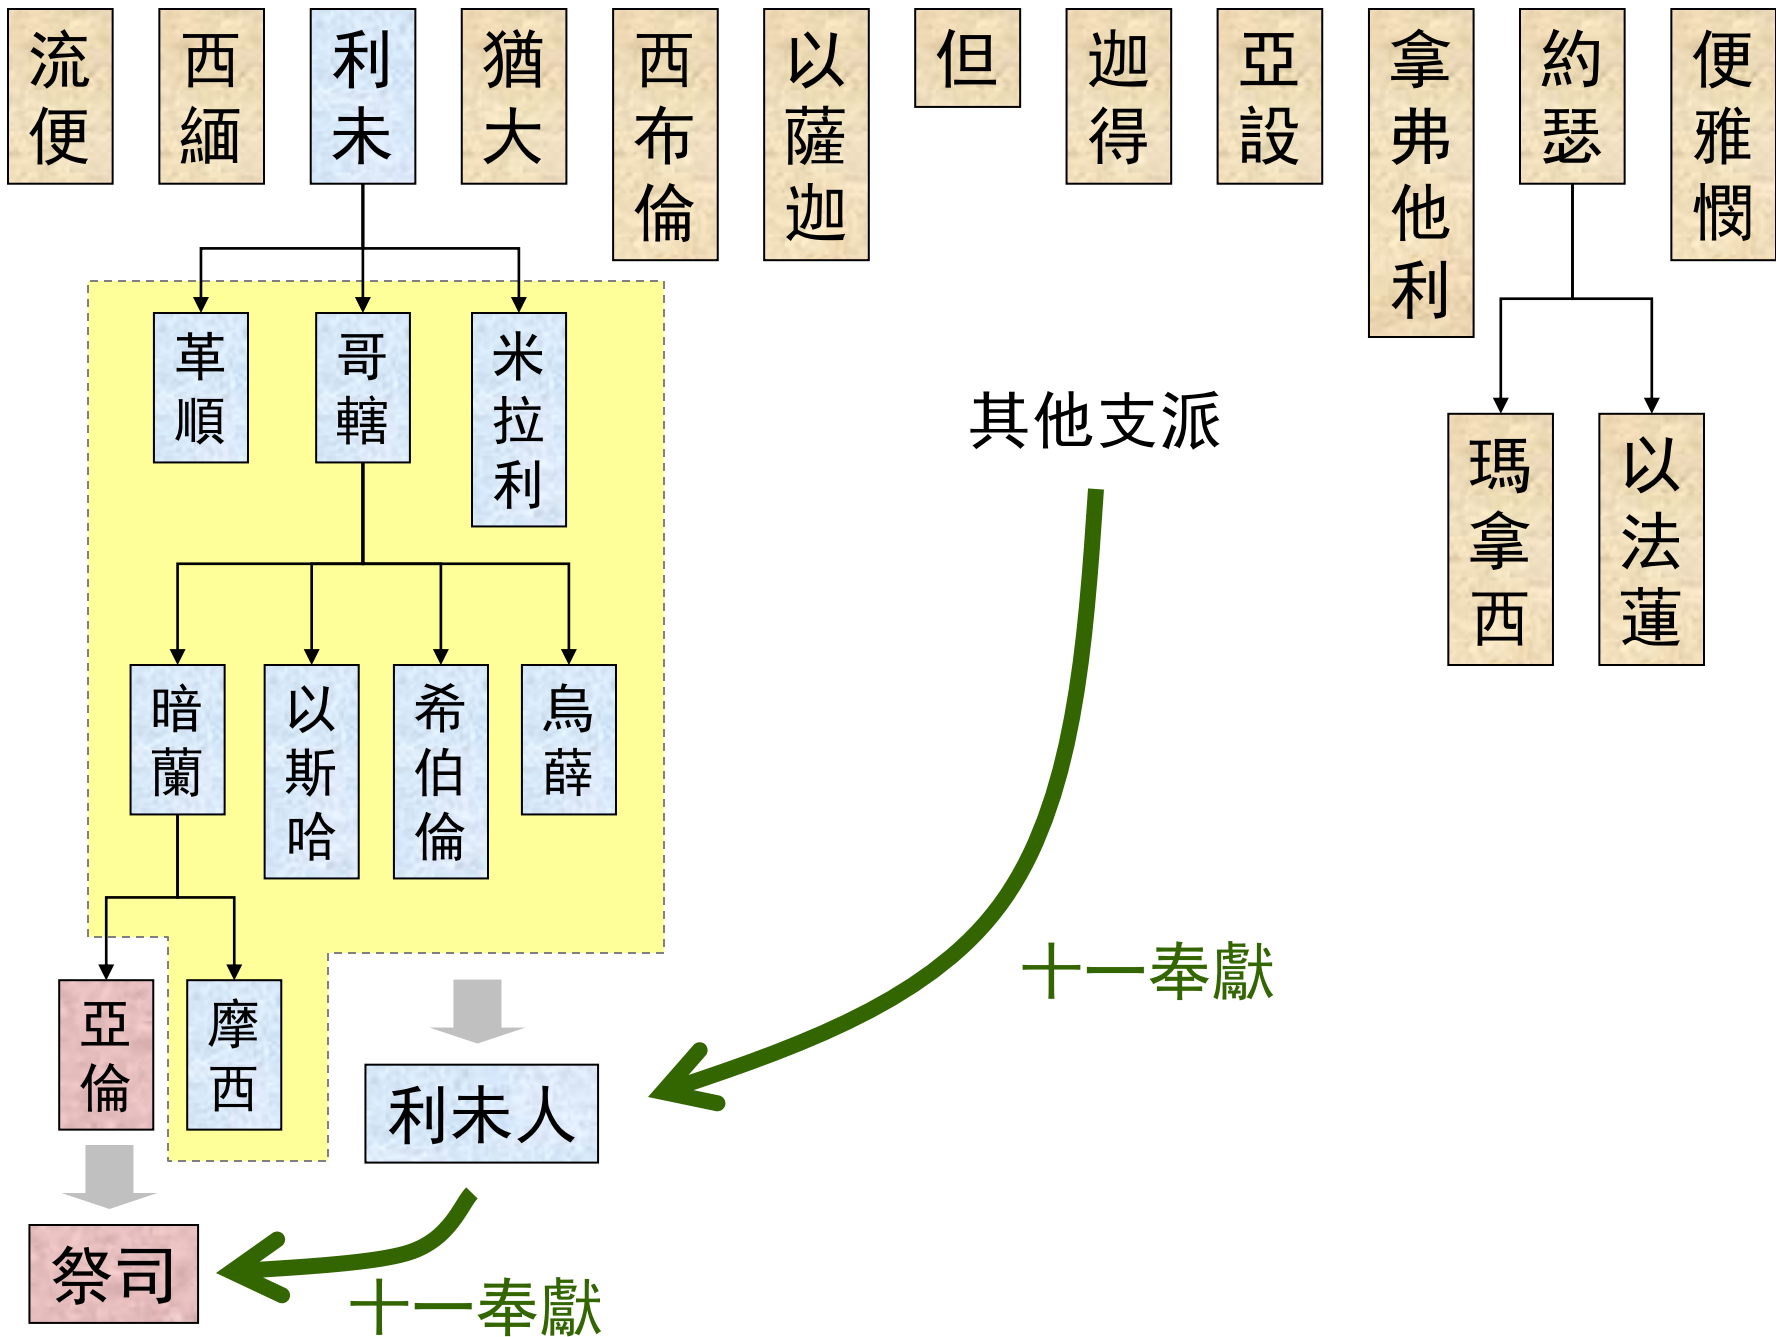 流便
西緬
利未
猶大
西布倫
以薩迦
但
迦得
亞設
拿弗他利
約瑟
便雅憫
革順
哥轄
米拉利
其他支派
瑪拿西
以法蓮
暗蘭
以斯哈
希伯倫
烏薛
十一奉獻
亞倫
摩西
利未人
祭司
十一奉獻